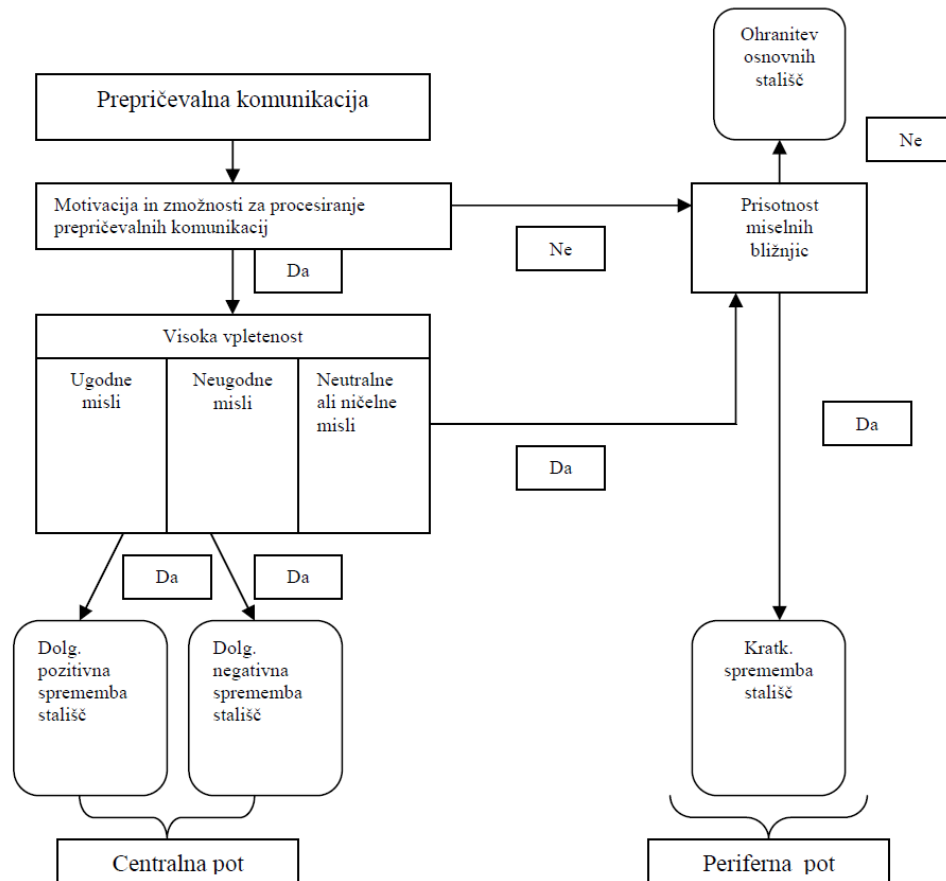 Ohranitev
osnovnih
stališč
Prepričevalna komunikacija
Ne
Motivacija in zmožnosti za procesiranje
prepričevalnih komunikacij
Prisotnost
miselnih
bližnjic
Ne
Da
Visoka vpletenost
Ugodne
misli
Neugodne
misli
Neutralne
ali ničelne
misli
Da
Da
Da
Da
Dolg.
pozitivna
sprememba
stališč
Dolg.
negativna
sprememba
stališč
Kratk.
sprememba
stališč
Centralna pot
Periferna pot